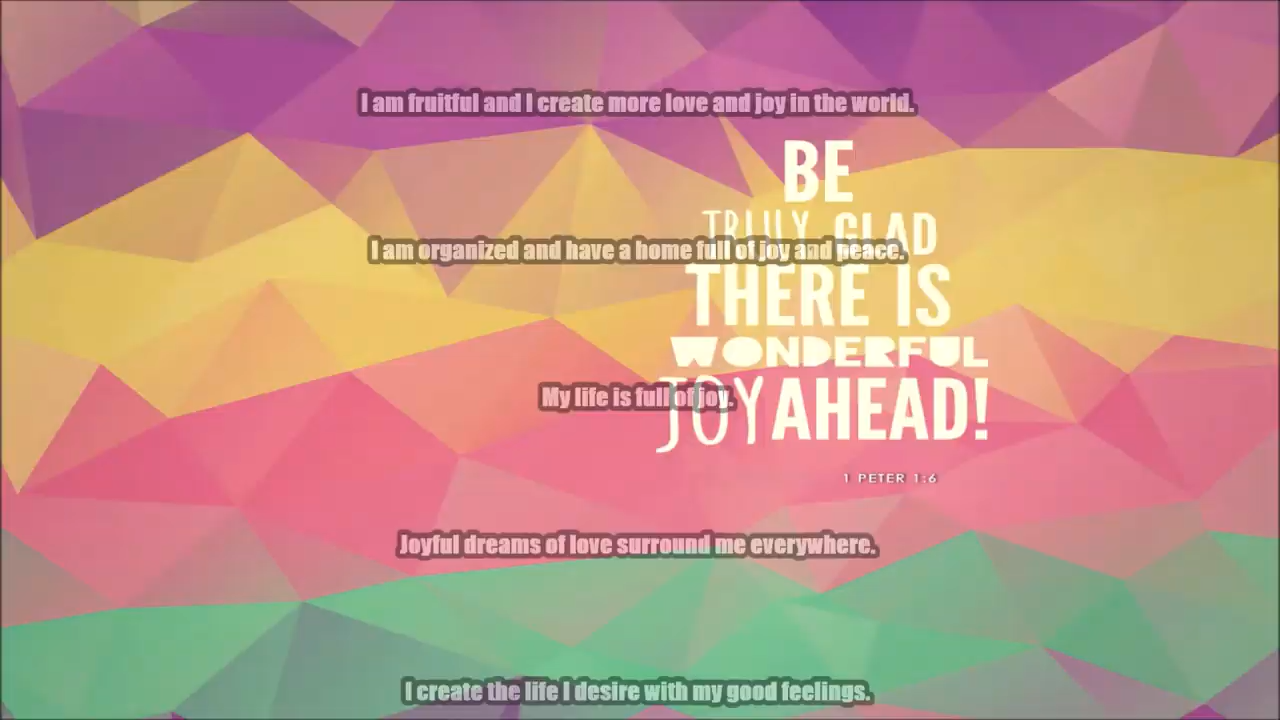 I am fruitful and I create more love and joy in the world.
BE
TRULY GLAD
I am organized and have a home full of joy and peace.
THERE IS
WONDERFUL
My life is full of joy.
JOY AHEAD!
1 PETER 1:6
Joyful dreams of love surround me everywhere.
I create the life I desire with my good feelings.